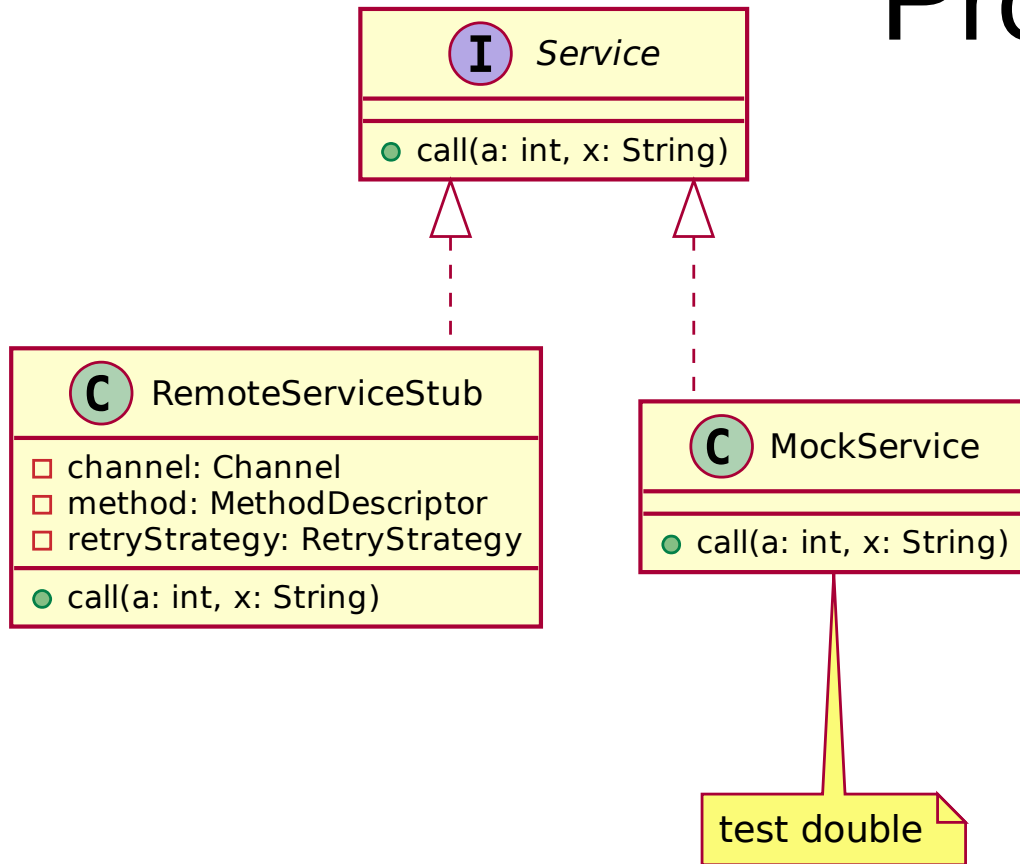 Pro
I Service
call(a: int, x: String)
C RemoteServiceStub
channel: Channel
method: MethodDescriptor
retryStrategy: RetryStrategy
call(a: int, x: String)
C MockService
call(a: int, x: String)
test double